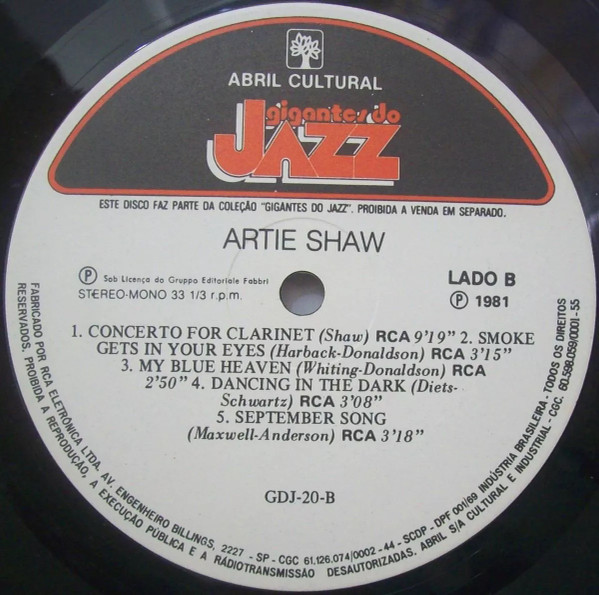 ABRIL CULTURAL
gigantes do
JAZZ
ESTE DISCO FAZ PARTE DA COLEÇÃO "GIGANTES DO JAZZ". PROIBIDA A VENDA EM SEPARADO.
ARTIE SHAW
Ⓟ Sob Licença do Gruppo Editoriale Fabbri
STEREO-MONO 33 1/3 r.p.m.
LADO B
Ⓟ 1981
1. CONCERTO FOR CLARINET (Shaw) RCA 9'19" 2. SMOKE
GETS IN YOUR EYES (Harback-Donaldson) RCA 3'15"
3. MY BLUE HEAVEN (Whiting-Donaldson) RCA
2'50" 4. DANCING IN THE DARK (Diets-
Schwartz) RCA 3'08"
5. SEPTEMBER SONG
(Maxwell-Anderson) RCA 3'18"
GDJ-20-B
FABRICADO POR RCA ELETRÔNICA LTDA. AV. ENGENHEIRO BILLINGS, 2227 - SP - CGC 61.126.074/0002 - 44 - SCDP - DPF 001/69 INDÚSTRIA BRASILEIRA - TODOS OS DIREITOS
RESERVADOS. PROIBIDA A REPRODUÇÃO, A EXECUÇÃO PÚBLICA E A RÁDIOTRANSMISSÃO DESAUTORIZADAS. ABRIL S/A CULTURAL E INDUSTRIAL - CGC. 60.598.059/0001 - 55